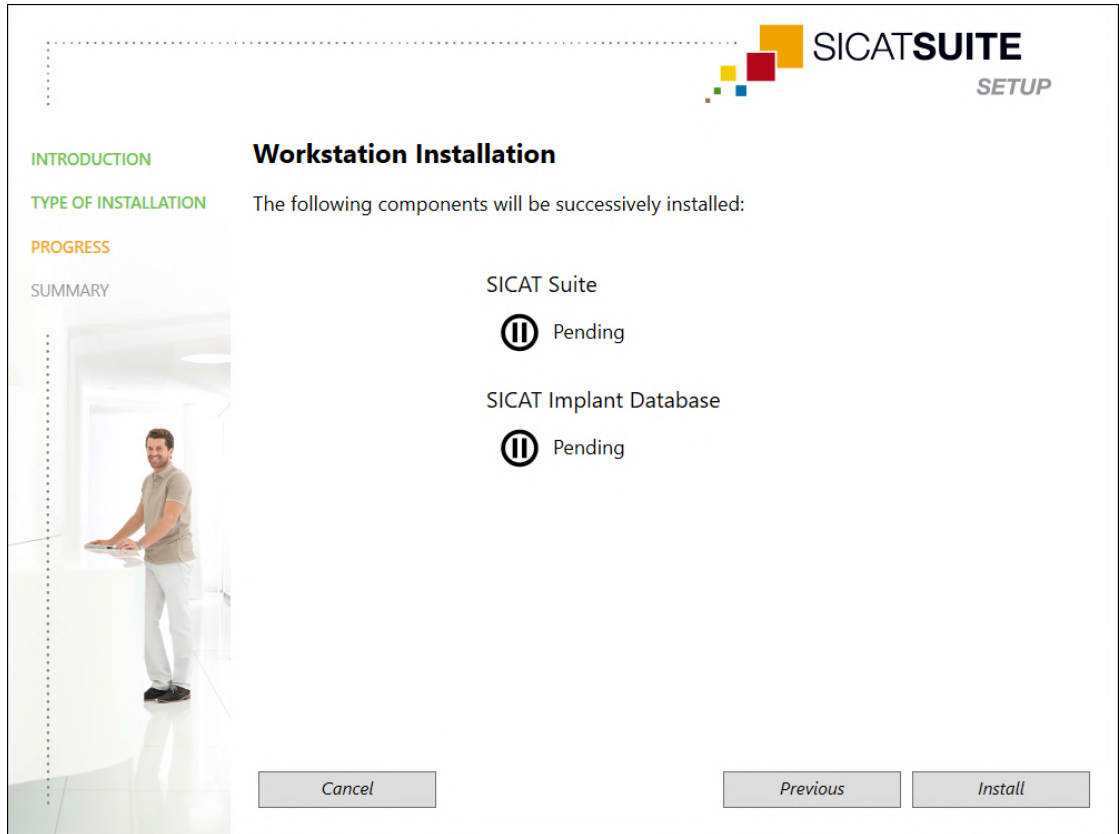 SICATSUITE
SETUP
INTRODUCTION
TYPE OF INSTALLATION
PROGRESS
SUMMARY
Workstation Installation
The following components will be successively installed:
SICAT Suite
Pending
SICAT Implant Database
Pending
Cancel
Previous
Install